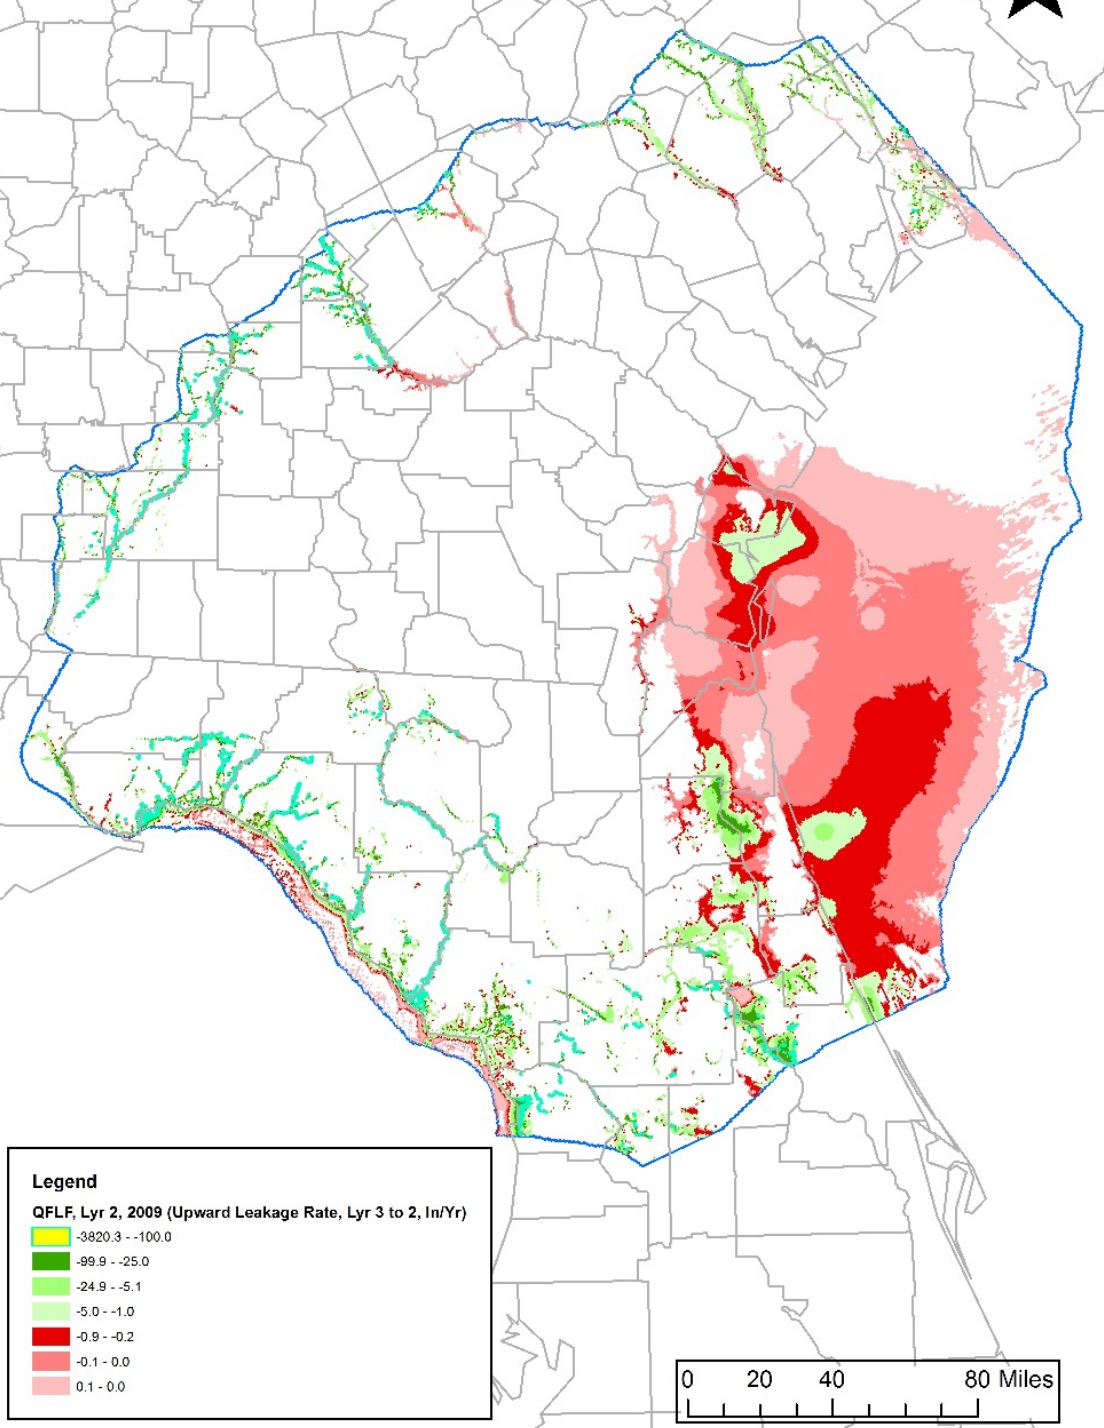 Legend
QFLF, Lyr 2, 2009 (Upward Leakage Rate, Lyr 3 to 2, In/Yr)
-3820.3 - -100.0
-99.9 - -25.0
-24.9 - -5.1
-5.0 - -1.0
-0.9 - -0.2
-0.1 - 0.0
0.1 - 0.0
0 20 40 80 Miles